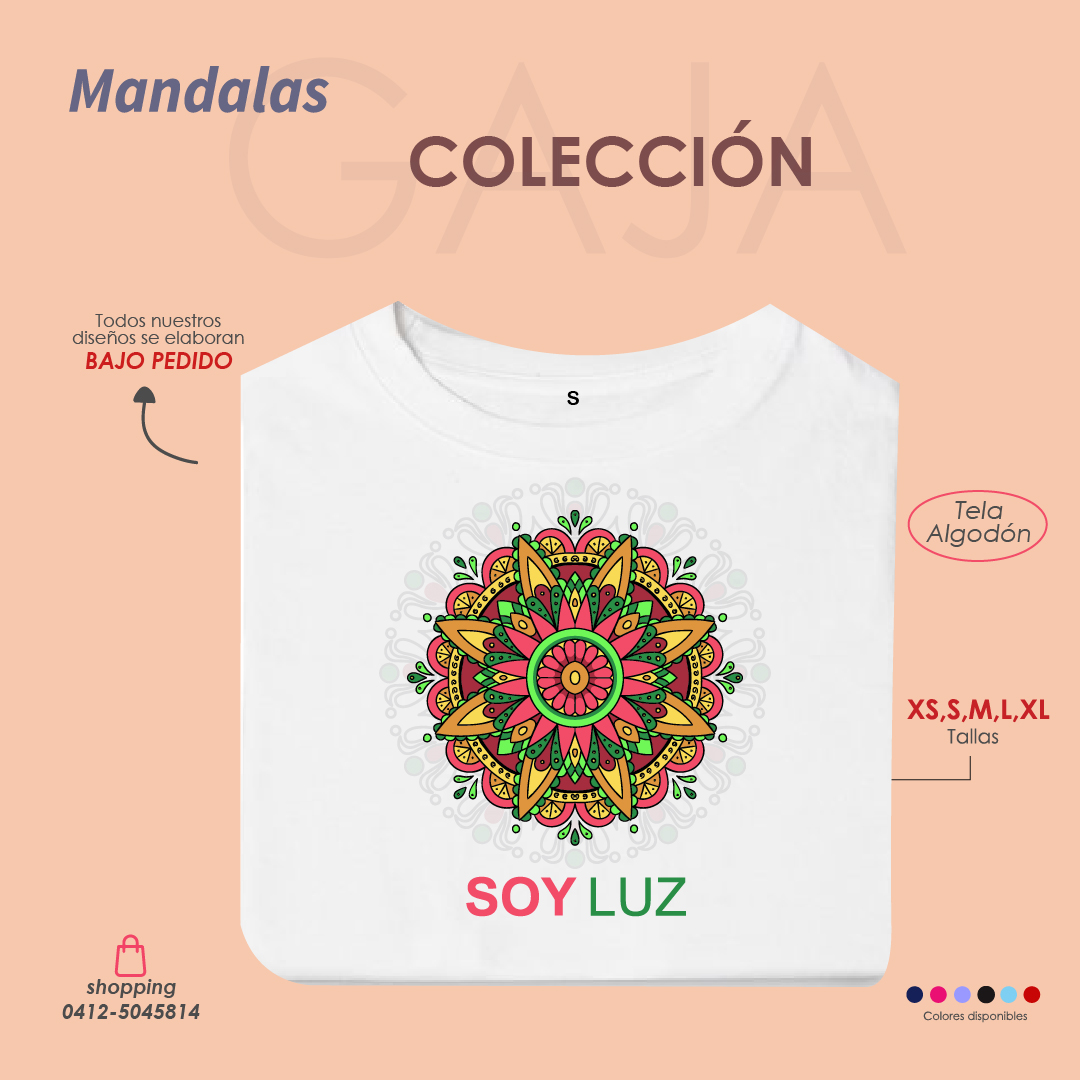 GAJA
Mandalas
COLECCIÓN
Todos nuestros
diseños se elaboran
BAJO PEDIDO
S
Tela
Algodón
XS,S,M,L,XL
Tallas
SOY LUZ
shopping
0412-5045814
Colores disponibles